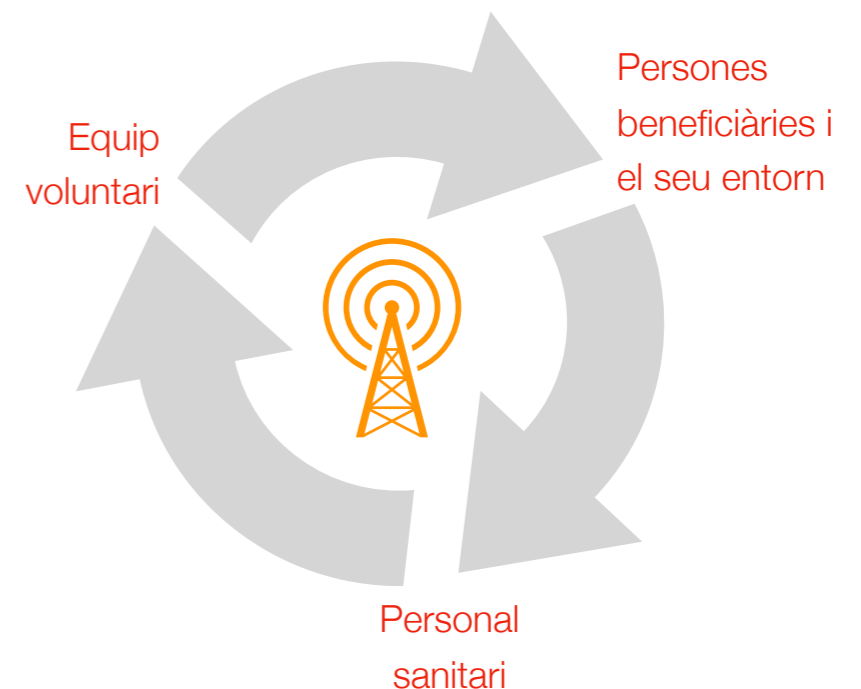 Persones
beneficiàries i
el seu entorn
Equip
voluntari
Personal
sanitari